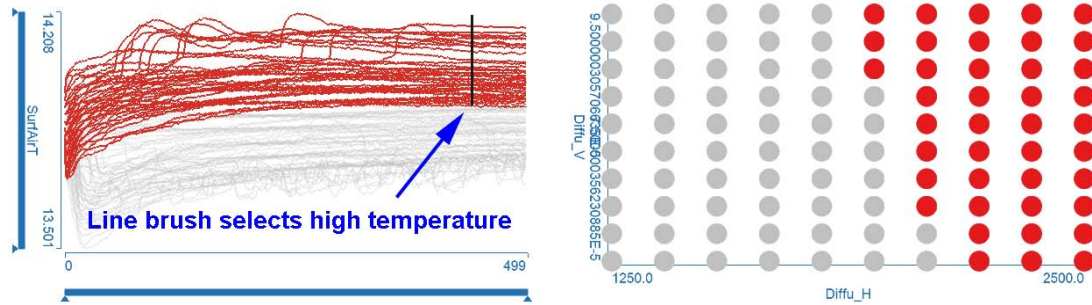 14.208
SurfAirT
13.501
Line brush selects high temperature
0
499
Diffu_V
1250.0
Diffu_H
2500.0